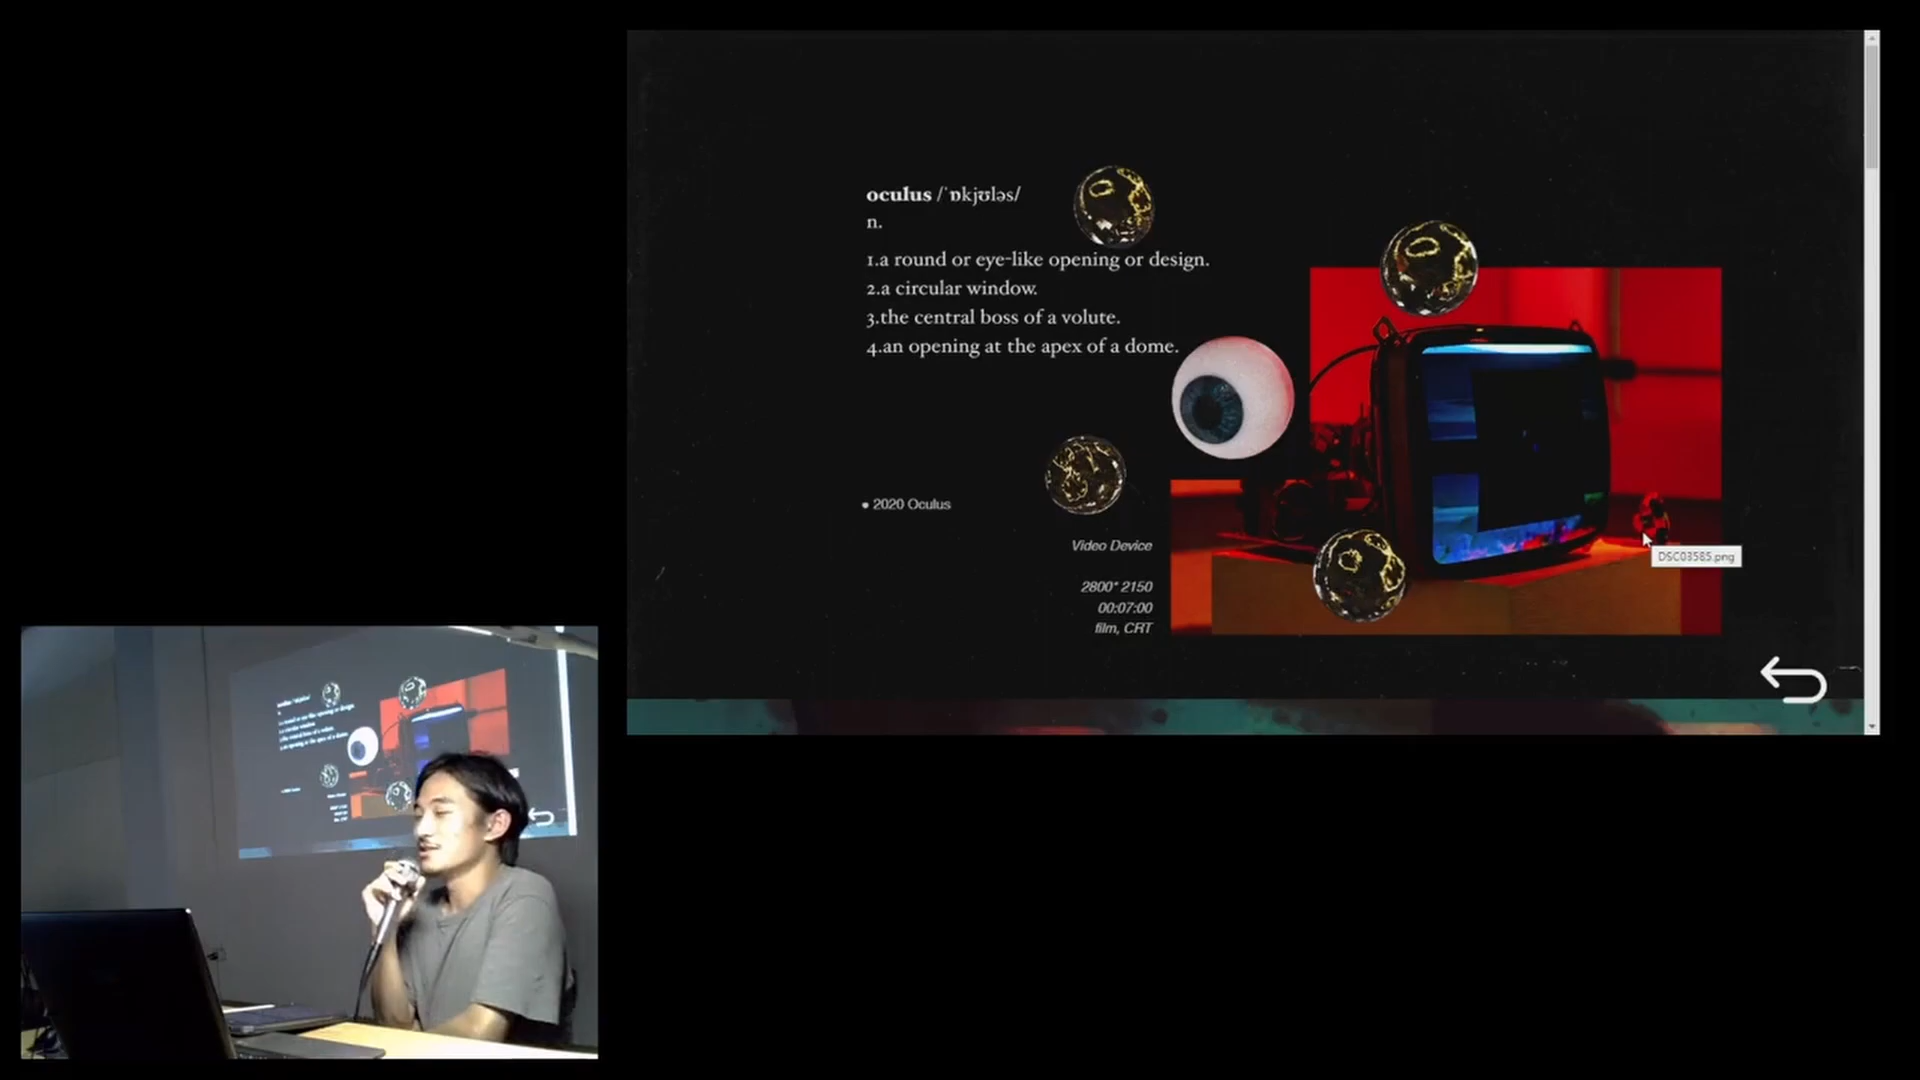 oculus /ˈɒkjʊləs/
n.
1.a round or eye-like opening or design.
2.a circular window.
3.the central boss of a volute.
4.an opening at the apex of a dome.
• 2020 Oculus
Video Device
2800* 2150
00:07:00
film, CRT
DSC03585.png